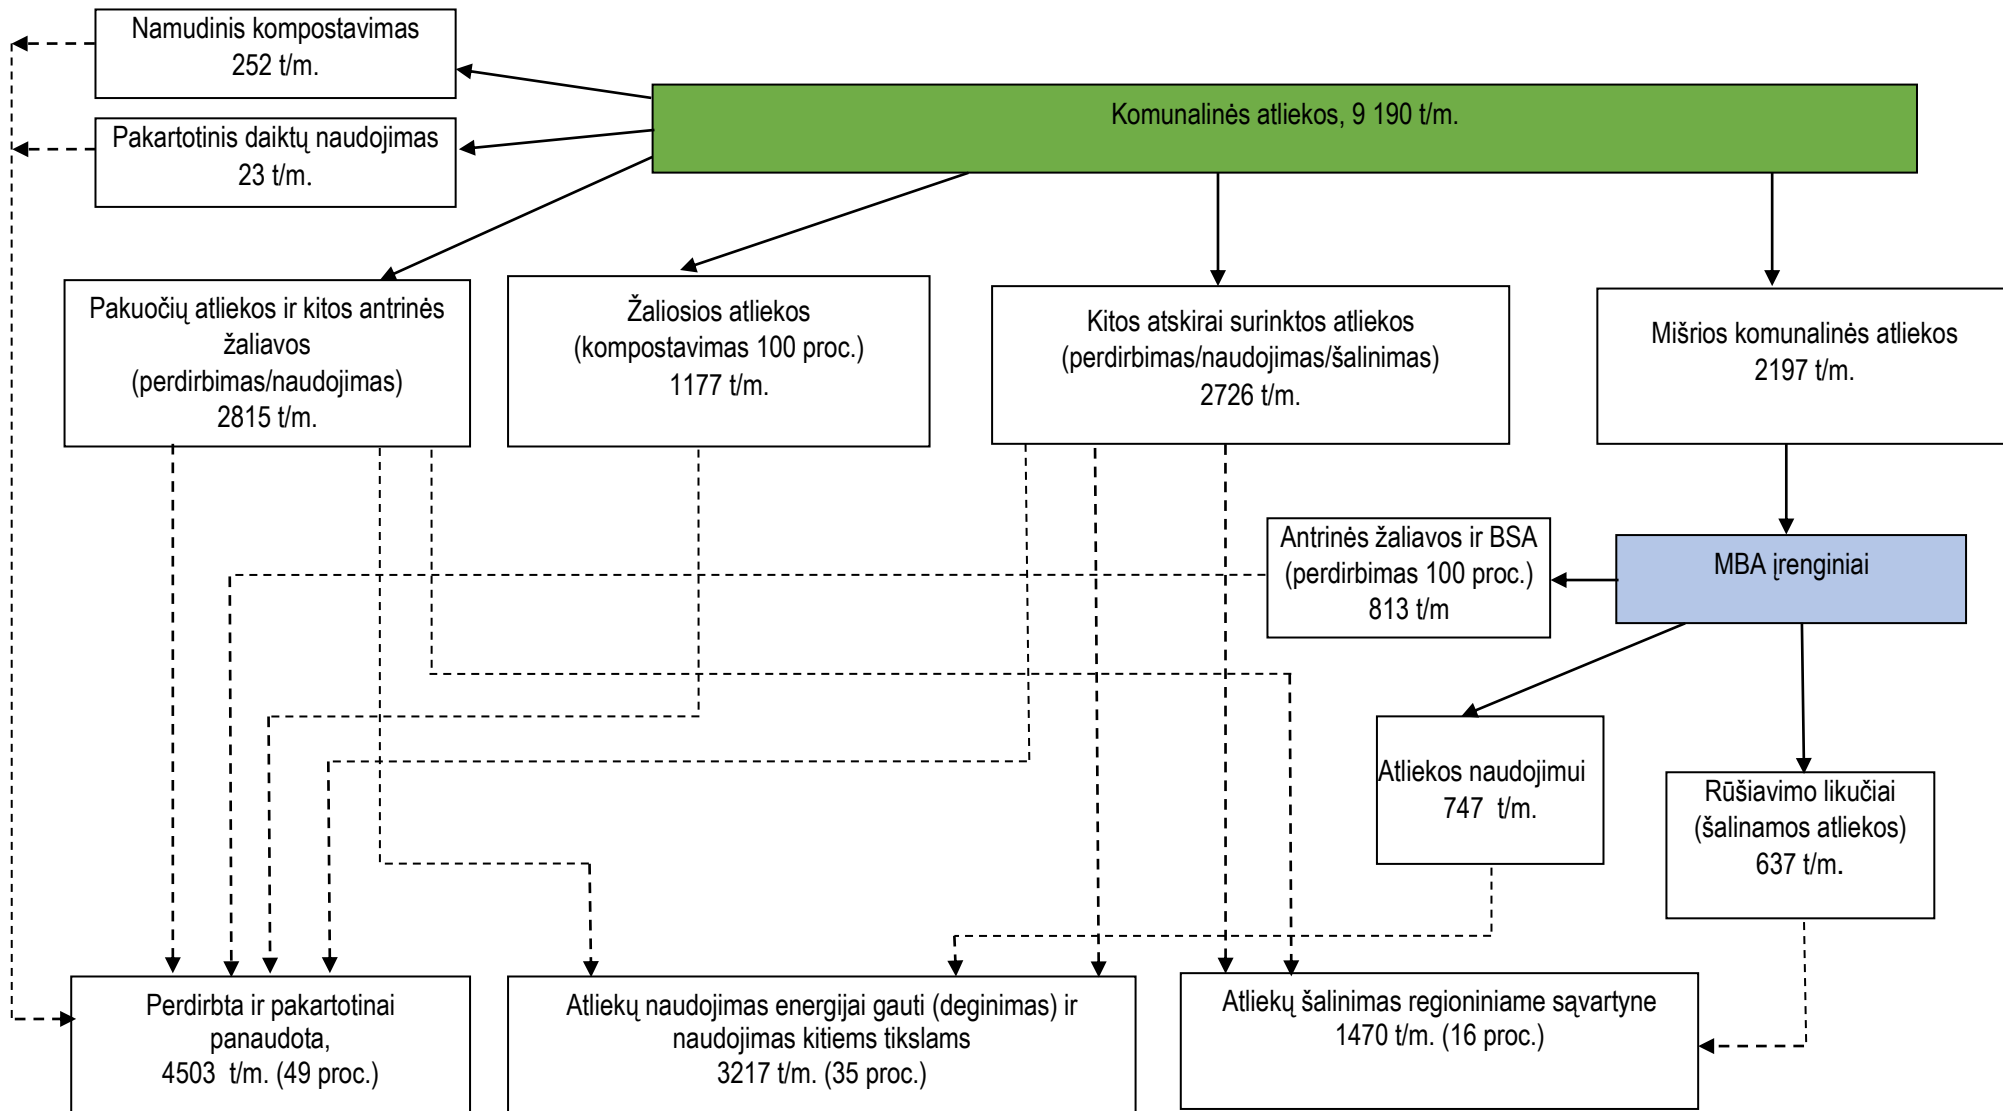 Namudinis kompostavimas
252 t/m.
Komunalinės atliekos, 9 190 t/m.
Pakartotinis daiktų naudojimas
23 t/m.
Pakuočių atliekos ir kitos antrinės
žaliavos
(perdirbimas/naudojimas)
2815 t/m.
Žaliosios atliekos
(kompostavimas 100 proc.)
1177 t/m.
Kitos atskirai surinktos atliekos
(perdirbimas/naudojimas/šalinimas)
2726 t/m.
Mišrios komunalinės atliekos
2197 t/m.
Antrinės žaliavos ir BSA
(perdirbimas 100 proc.)
813 t/m
MBA įrenginiai
Atliekos naudojimui
747 t/m.
Rūšiavimo likučiai
(šalinamos atliekos)
637 t/m.
Perdirbta ir pakartotinai
panaudota,
4503 t/m. (49 proc.)
Atliekų naudojimas energijai gauti (deginimas) ir
naudojimas kitiems tikslams
3217 t/m. (35 proc.)
Atliekų šalinimas regioniniame sąvartyne
1470 t/m. (16 proc.)